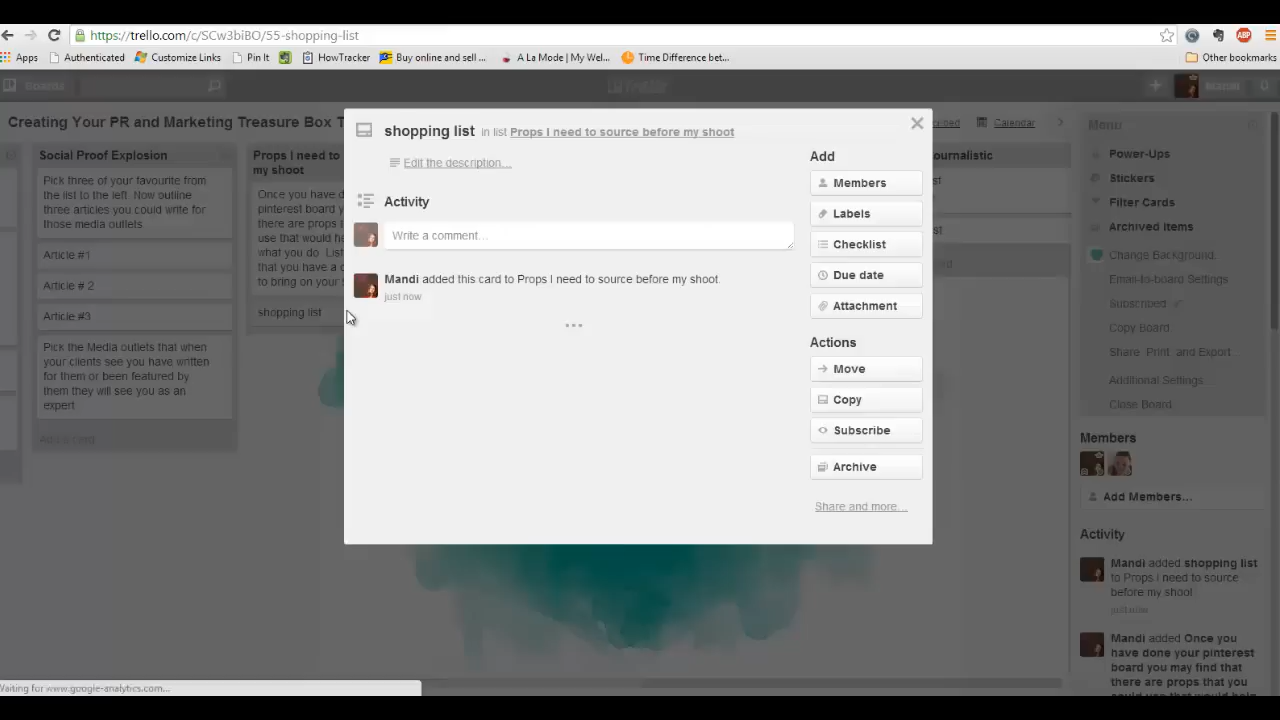 https://trello.com/c/SCw3biBO/55-shopping-list
Apps
Authenticated
Customize Links
Pin It
HowTracker
Buy online and sell ...
A La Mode | My Wel...
Time Difference bet...
Other bookmarks
Boards
Creating Your PR and Marketing Treasure Box T
Calendar
Social Proof Explosion
Pick three of your favourite from
the list to the left. Now outline
three articles you could write for
those media outlets
Article #1
Article # 2
Article #3
Pick the Media outlets that when
your clients see you have written
for them or been featured by
them they will see you as an
expert
Add a card...
Props I need to
my shoot
Once you have d
pinterest board y
there are props t
use that would he
what you do. Lis
that you have a c
to bring on your
shopping list
shopping list in list Props I need to source before my shoot
Edit the description...
Activity
Write a comment...
Mandi added this card to Props I need to source before my shoot.
just now
Add
Members
Labels
Checklist
Due date
Attachment
Actions
Move
Copy
Subscribe
Archive
Share and more...
ournalistic
Menu
Power-Ups
Stickers
Filter Cards
Archived Items
Change Background...
Email-to-board Settings
Subscribed
Copy Board...
Share, Print, and Export...
Additional Settings...
Close Board...
Members
Add Members...
Activity
Mandi added shopping list
to Props I need to source
before my shoot
just now
Mandi added Once you
have done your pinterest
board you may find that
there are props that you
could use that would help
Waiting for www.google-analytics.com...